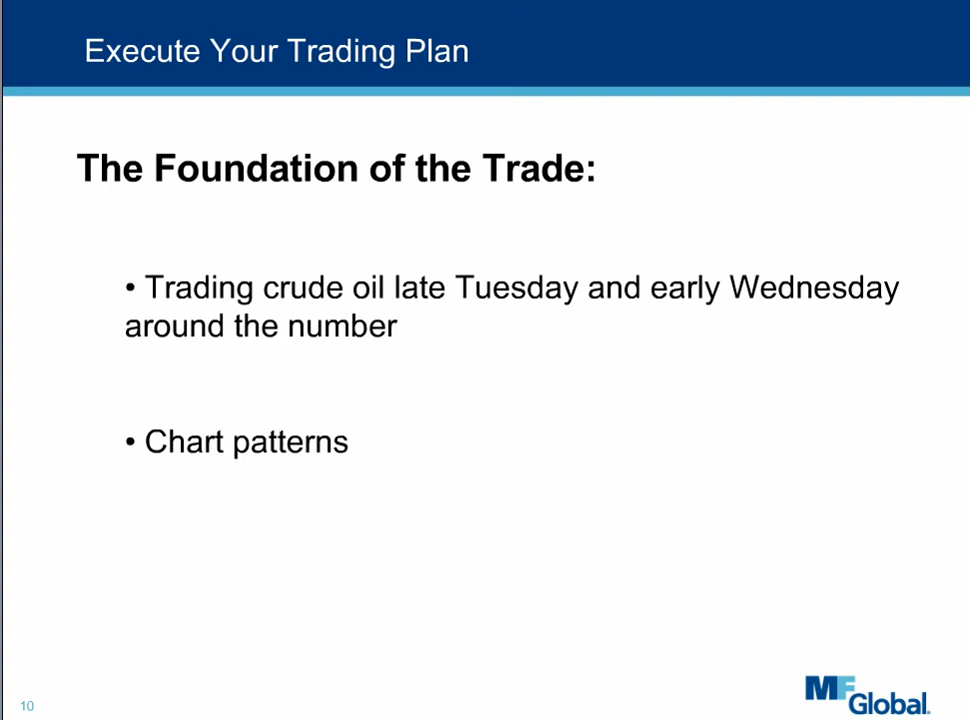 Execute Your Trading Plan
The Foundation of the Trade:
• Trading crude oil late Tuesday and early Wednesday
around the number
• Chart patterns
10
MF
Global.